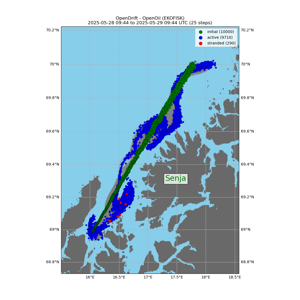 OpenDrift - OpenOil (EKOFISK)
2025-05-28 09:44 to 2025-05-29 09:44 UTC (25 steps)
initial (10000)
active (9710)
stranded (290)
70.2°N 70.2°N
70°N 70°N
69.8°N 69.8°N
69.6°N 69.6°N
69.4°N 69.4°N
Senja
69.2°N 69.2°N
69°N 69°N
68.8°N 68.8°N
16°E 16.5°E 17°E 17.5°E 18°E 18.5°E